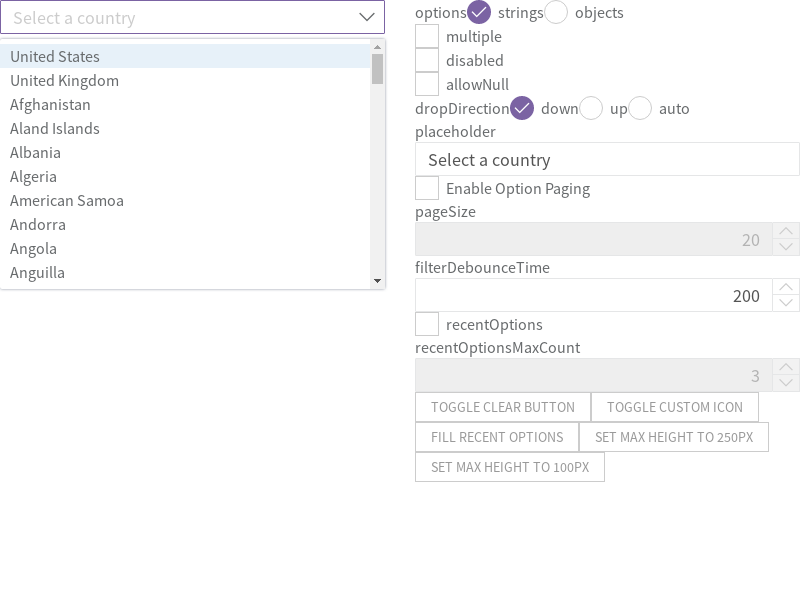 Select a country
United States
United Kingdom
Afghanistan
Aland Islands
Albania
Algeria
American Samoa
Andorra
Angola
Anguilla
options strings objects
multiple
disabled
allowNull
dropDirection down up auto
placeholder
Select a country
Enable Option Paging
pageSize
20
filterDebounceTime
200
recentOptions
recentOptionsMaxCount
3
TOGGLE CLEAR BUTTON TOGGLE CUSTOM ICON
FILL RECENT OPTIONS SET MAX HEIGHT TO 250PX
SET MAX HEIGHT TO 100PX